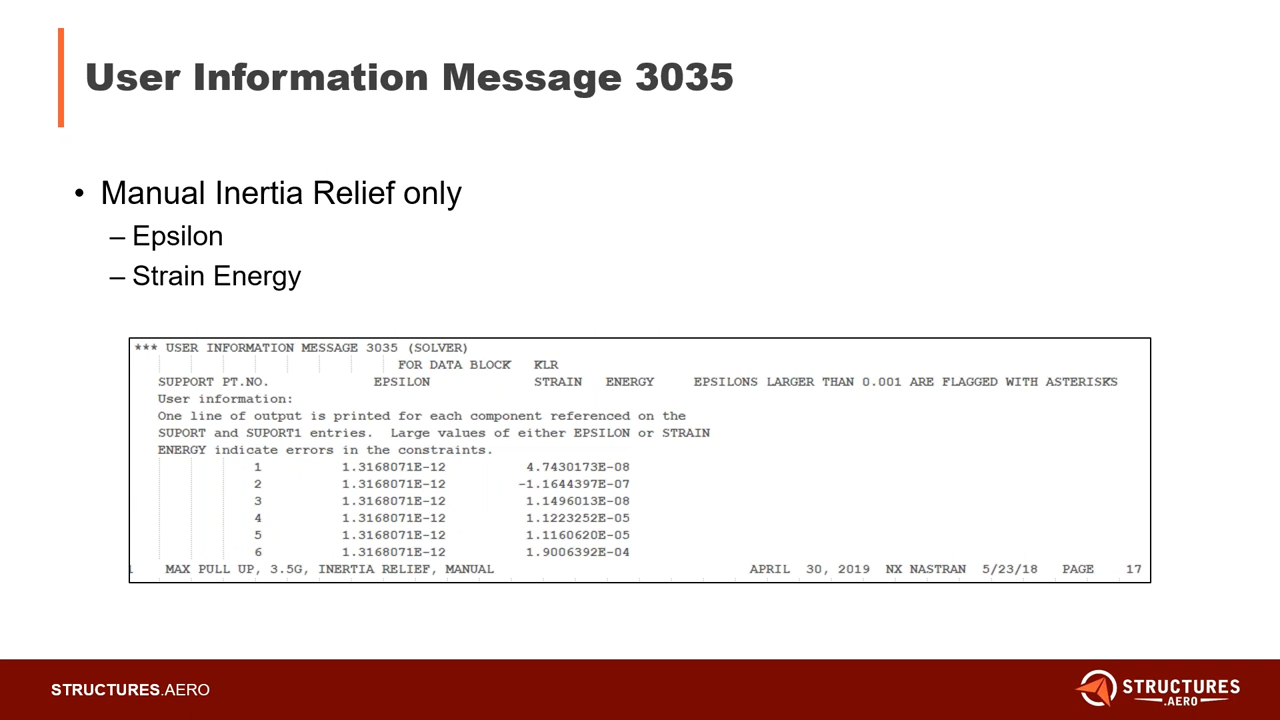 User Information Message 3035
• Manual Inertia Relief only
– Epsilon
– Strain Energy
*** USER INFORMATION MESSAGE 3035 (SOLVER)
FOR DATA BLOCK KLR
SUPPORT PT.NO. EPSILON STRAIN ENERGY EPSILONS LARGER THAN 0.001 ARE FLAGGED WITH ASTERISKS
User information:
One line of output is printed for each component referenced on the
SUPORT and SUPORT1 entries. Large values of either EPSILON or STRAIN
ENERGY indicate errors in the constraints.
1 1.3168071E-12 4.7430173E-08
2 1.3168071E-12 -1.1644397E-07
3 1.3168071E-12 1.1496013E-08
4 1.3168071E-12 1.1223252E-05
5 1.3168071E-12 1.1160620E-05
6 1.3168071E-12 1.9006392E-04
1 MAX PULL UP, 3.5G, INERTIA RELIEF, MANUAL APRIL 30, 2019 NX NASTRAN 5/23/18 PAGE 17
STRUCTURES.AERO
STRUCTURES
.AERO